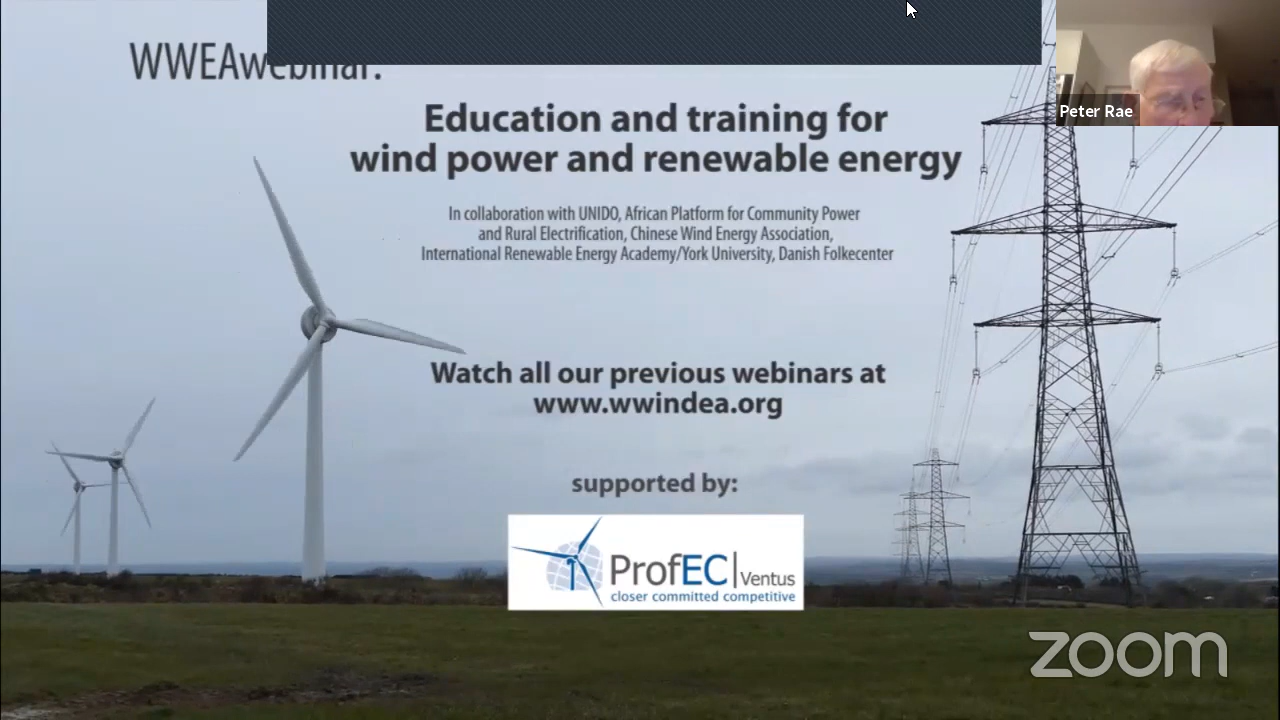 WWEAwebinar:
Peter Rae
Education and training for
wind power and renewable energy
In collaboration with UNIDO, African Platform for Community Power
and Rural Electrification, Chinese Wind Energy Association,
International Renewable Energy Academy/York University, Danish Folkecenter
Watch all our previous webinars at
www.wwindea.org
supported by:
ProfEC|Ventus
closer committed competitive
zoom